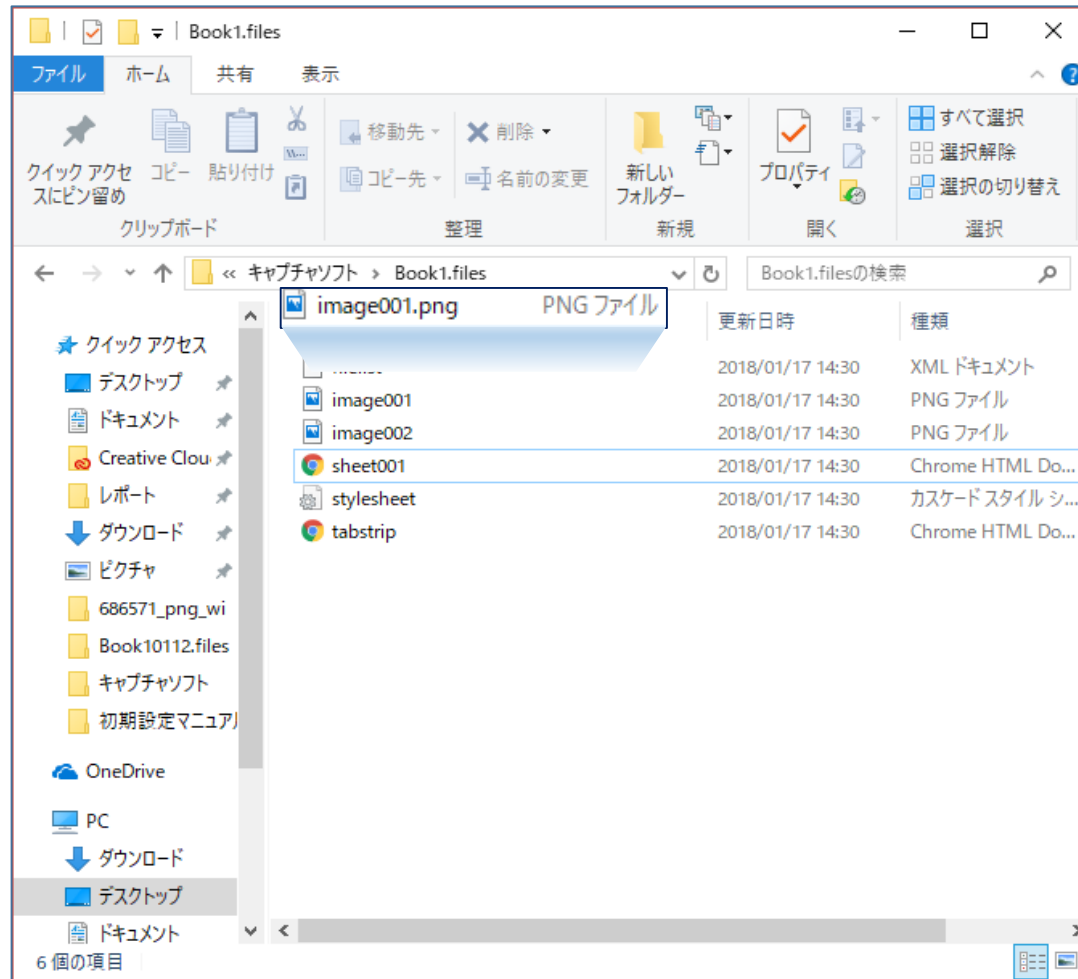 Book1.files
ファイル ホーム 共有 表示
クイック アクセスにピン留め
コピー
貼り付け
移動先
コピー先
削除
名前の変更
新しいフォルダー
プロパティ
すべて選択
選択解除
選択の切り替え
クリップボード 整理 新規 開く 選択
« キャプチャソフト › Book1.files
Book1.filesの検索
image001.png PNG ファイル
更新日時 種類
2018/01/17 14:30 XML ドキュメント
image001 2018/01/17 14:30 PNG ファイル
image002 2018/01/17 14:30 PNG ファイル
sheet001 2018/01/17 14:30 Chrome HTML Do...
stylesheet 2018/01/17 14:30 カスケード スタイル シ...
tabstrip 2018/01/17 14:30 Chrome HTML Do...
クイック アクセス
デスクトップ
ドキュメント
Creative Clou
レポート
ダウンロード
ピクチャ
686571_png_wi
Book10112.files
キャプチャソフト
初期設定マニュアル
OneDrive
PC
ダウンロード
デスクトップ
ドキュメント
6 個の項目